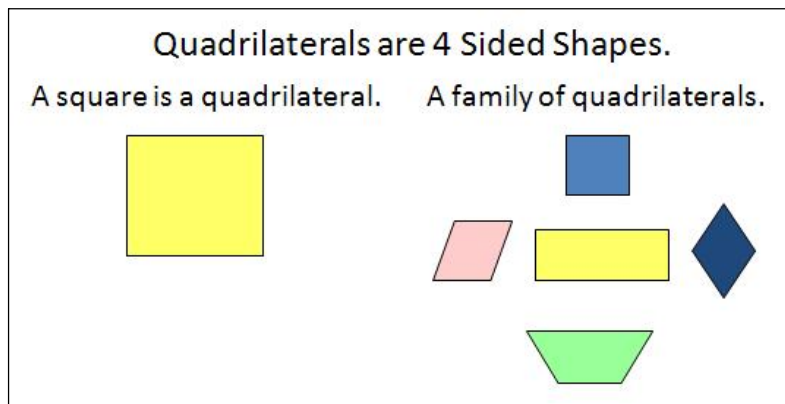 Quadrilaterals are 4 Sided Shapes.
A square is a quadrilateral.
A family of quadrilaterals.